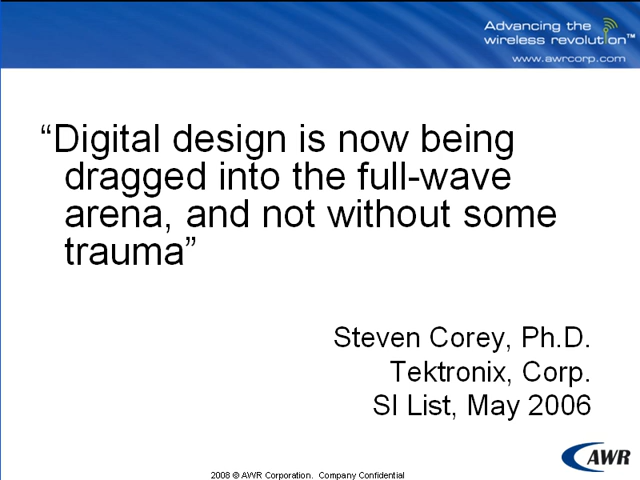 Advancing the
wireless revolution™
www.awrcorp.com
“Digital design is now being
dragged into the full-wave
arena, and not without some
trauma”
Steven Corey, Ph.D.
Tektronix, Corp.
SI List, May 2006
AWR
2008 © AWR Corporation. Company Confidential